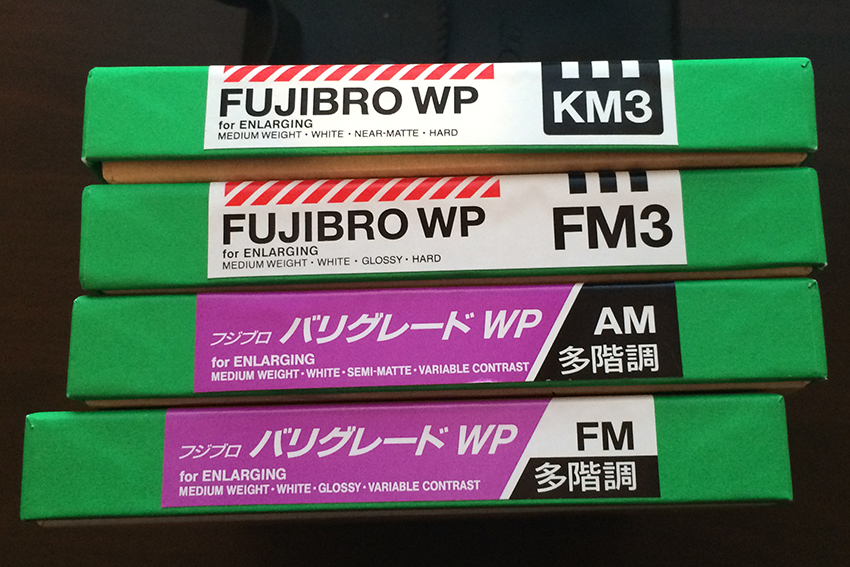 FUJIBRO WP
for ENLARGING
MEDIUM WEIGHT・WHITE・NEAR-MATTE・HARD
KM3
FUJIBRO WP
for ENLARGING
MEDIUM WEIGHT・WHITE・GLOSSY・HARD
FM3
フジブロ バリグレード WP
for ENLARGING
MEDIUM WEIGHT・WHITE・SEMI-MATTE・VARIABLE CONTRAST
AM
多階調
フジブロ バリグレード WP
for ENLARGING
MEDIUM WEIGHT・WHITE・GLOSSY・VARIABLE CONTRAST
FM
多階調